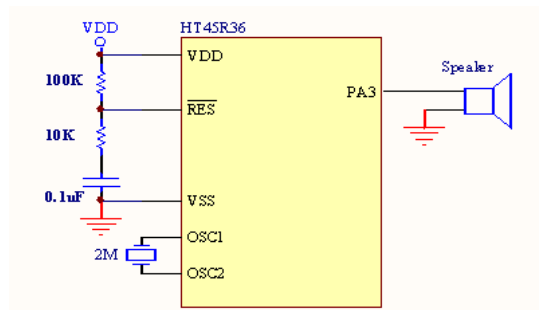 VDD
HT45R36
VDD
Speaker
100K
PA3
RES
10K
0.1uF
VSS
OSC1
2M
OSC2